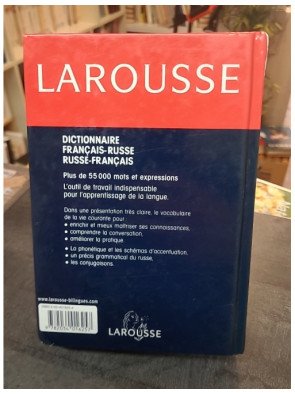 LAROUSSE
DICTIONNAIRE
FRANÇAIS-RUSSE
RUSSE-FRANÇAIS
Plus de 55 000 mots et expressions
L'outil de travail indispensable
pour l'apprentissage de la langue.
Dans une présentation très claire, le vocabulaire
de la vie courante pour :
• enrichir et mieux maîtriser ses connaissances,
• comprendre la conversation,
• améliorer la pratique.
• La phonétique et les schémas d'accentuation,
• un précis grammatical du russe,
• les conjugaisons.
www.larousse-bilingues.com
LAROUSSE